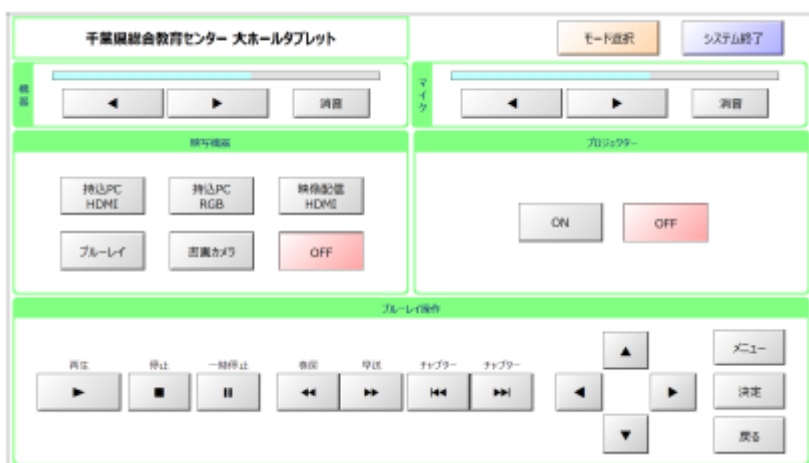 千葉県総合教育センター 大ホールタブレット
モード選択
システム終了
機器
消音
マイク
消音
映写機器
プロジェクター
持込PC
HDMI
持込PC
RGB
映像配信
HDMI
ブルーレイ
書画カメラ
OFF
ON
OFF
ブルーレイ操作
再生
停止
一時停止
巻戻
早送
チャプター
チャプター
メニュー
決定
戻る